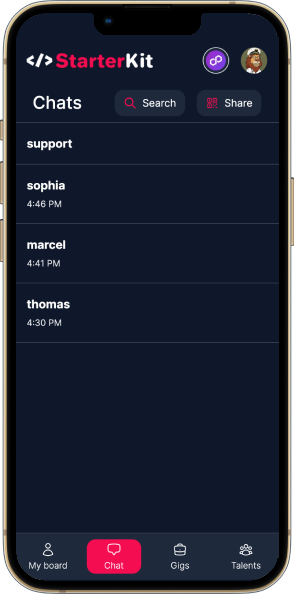 </> StarterKit
Chats
Search
Share
support
sophia
4:46 PM
marcel
4:41 PM
thomas
4:30 PM
My board
Chat
Gigs
Talents